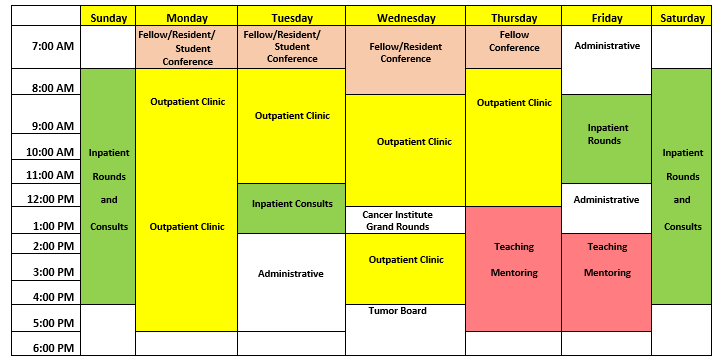 Sunday Monday Tuesday Wednesday Thursday Friday Saturday
7:00 AM
Fellow/Resident/
Student
Conference
Fellow/Resident/
Student
Conference
Fellow/Resident
Conference
Fellow
Conference
Administrative
8:00 AM
Outpatient Clinic
Outpatient Clinic
Outpatient Clinic
Outpatient Clinic
9:00 AM
Inpatient
Rounds
10:00 AM
Inpatient
Rounds
and
Consults
Inpatient
Rounds
and
Consults
11:00 AM
12:00 PM
Inpatient Consults
Administrative
1:00 PM
Outpatient Clinic
Cancer Institute
Grand Rounds
2:00 PM
Outpatient Clinic
Teaching
Mentoring
Teaching
Mentoring
3:00 PM
Administrative
4:00 PM
Tumor Board
5:00 PM
6:00 PM